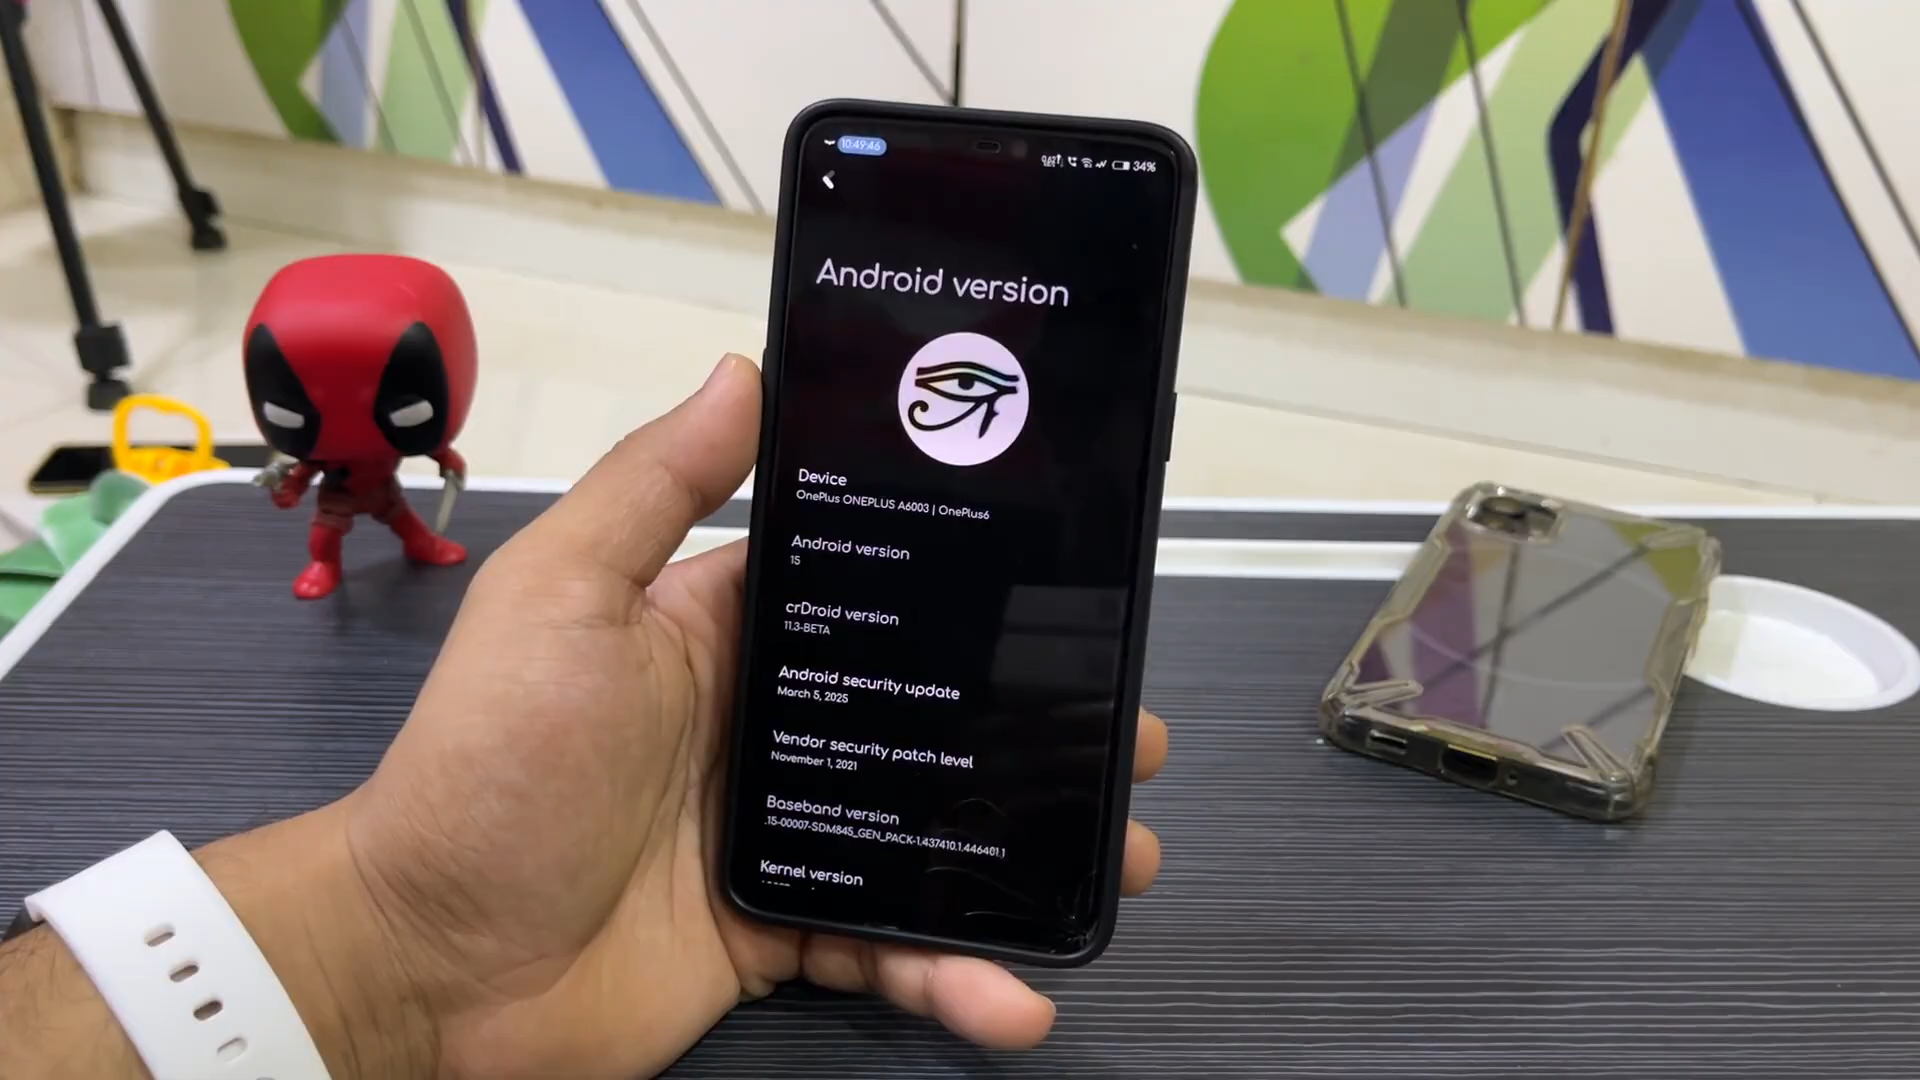 10:49:46
34%
Android version
Device
OnePlus ONEPLUS A6003 | OnePlus6
Android version
15
crDroid version
11.3-BETA
Android security update
March 5, 2025
Vendor security patch level
November 1, 2021
Baseband version
.15-00007-SDM845_GEN_PACK-1.437410.1.446401.1
Kernel version